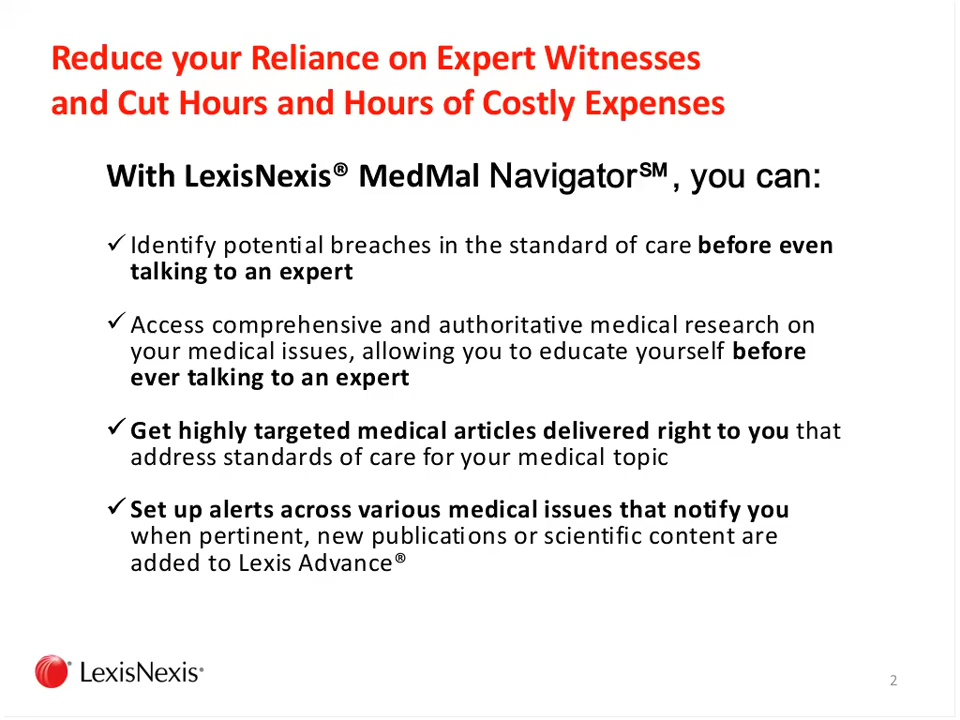 Reduce your Reliance on Expert Witnesses
and Cut Hours and Hours of Costly Expenses
With LexisNexis® MedMal Navigator℠, you can:
✓ Identify potential breaches in the standard of care before even
talking to an expert
✓ Access comprehensive and authoritative medical research on
your medical issues, allowing you to educate yourself before
ever talking to an expert
✓ Get highly targeted medical articles delivered right to you that
address standards of care for your medical topic
✓ Set up alerts across various medical issues that notify you
when pertinent, new publications or scientific content are
added to Lexis Advance®
LexisNexis®
2